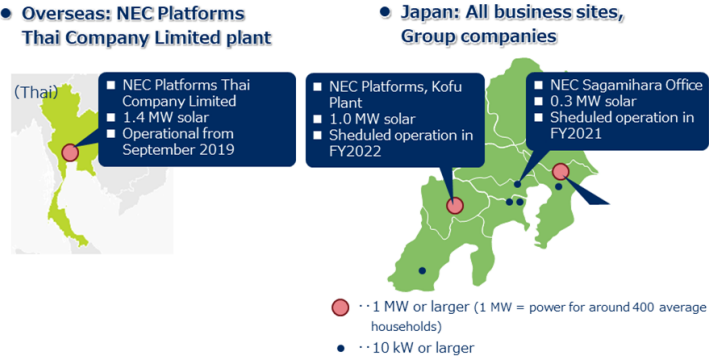 ● Overseas: NEC Platforms
Thai Company Limited plant
(Thai)
■ NEC Platforms Thai
Company Limited
■ 1.4 MW solar
■ Operational from
September 2019
● Japan: All business sites,
Group companies
■ NEC Platforms, Kofu
Plant
■ 1.0 MW solar
■ Sheduled operation in
FY2022
■ NEC Sagamihara Office
■ 0.3 MW solar
■ Sheduled operation in
FY2021
‥1 MW or larger (1 MW = power for around 400 average
households)
‥10 kW or larger